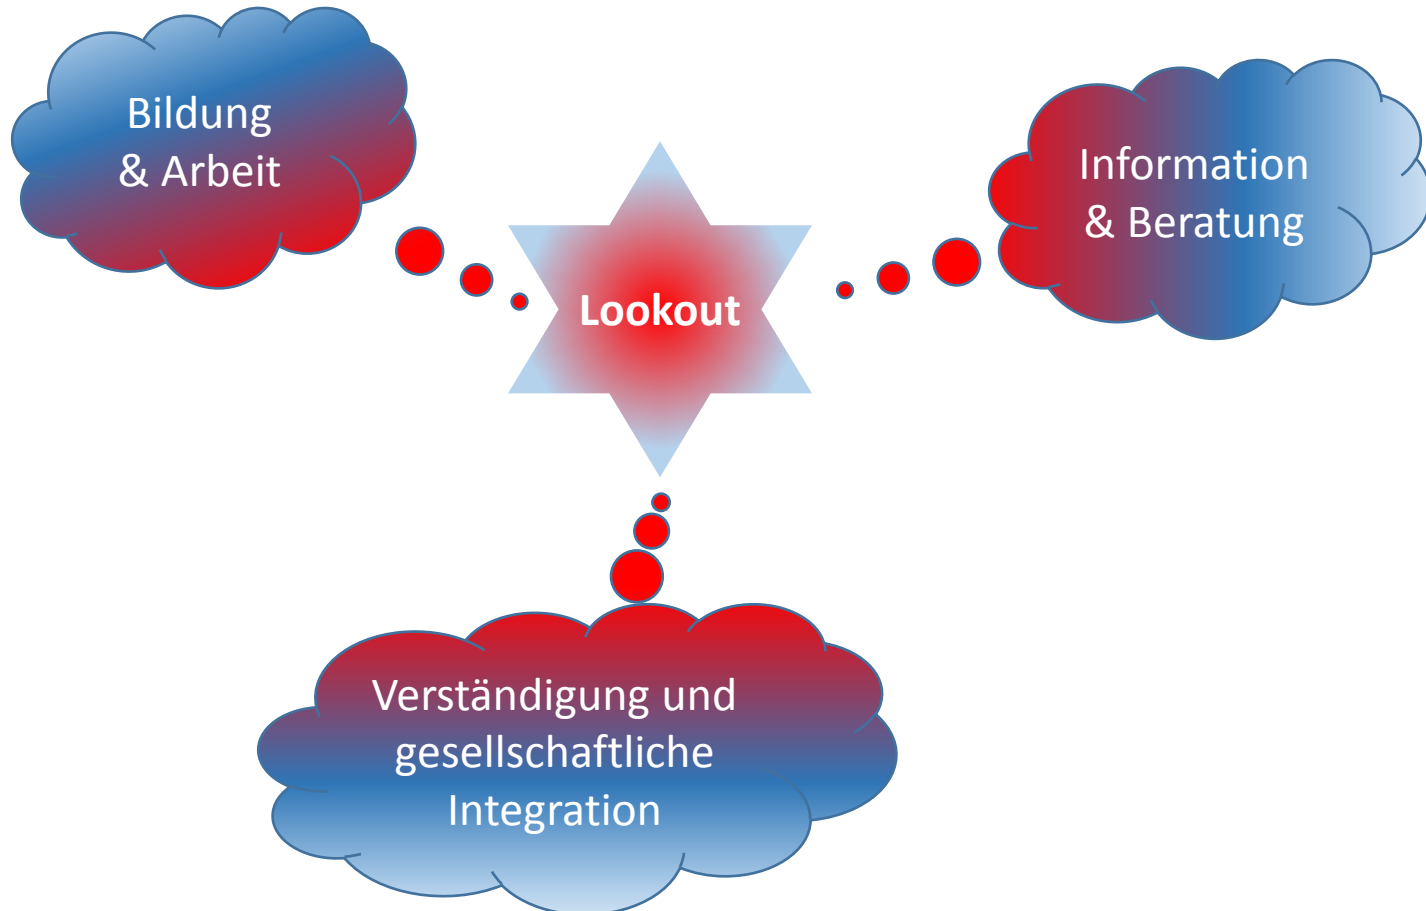 Bildung
& Arbeit
Information
& Beratung
Lookout
Verständigung und
gesellschaftliche
Integration